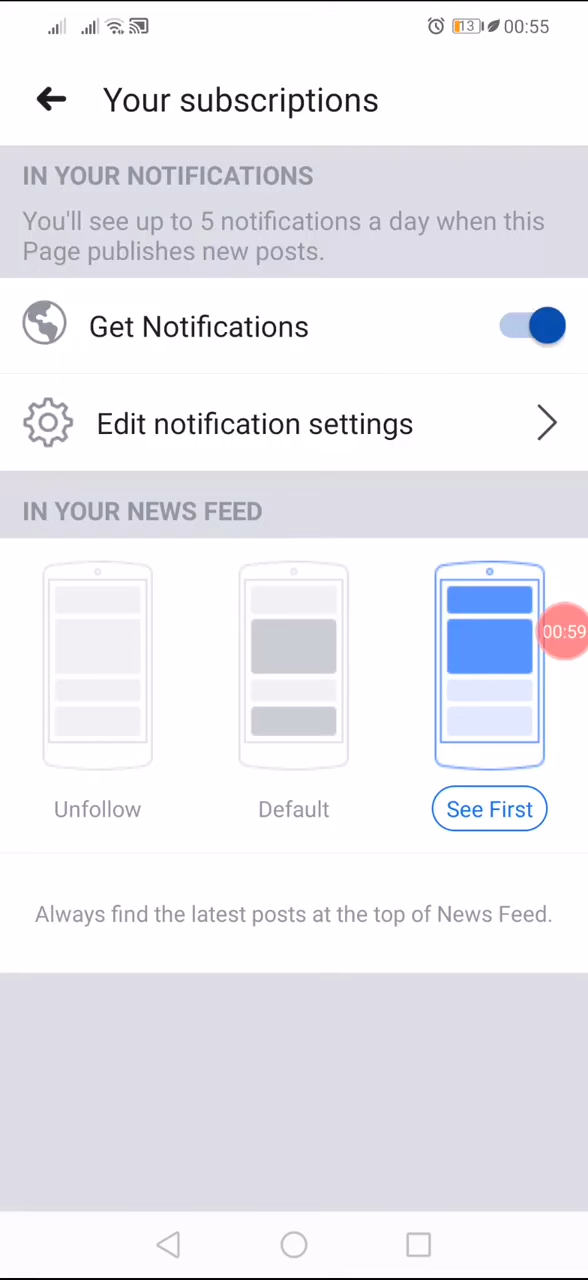 13 00:55
Your subscriptions
IN YOUR NOTIFICATIONS
You'll see up to 5 notifications a day when this
Page publishes new posts.
Get Notifications
Edit notification settings
IN YOUR NEWS FEED
00:59
Unfollow Default See First
Always find the latest posts at the top of News Feed.